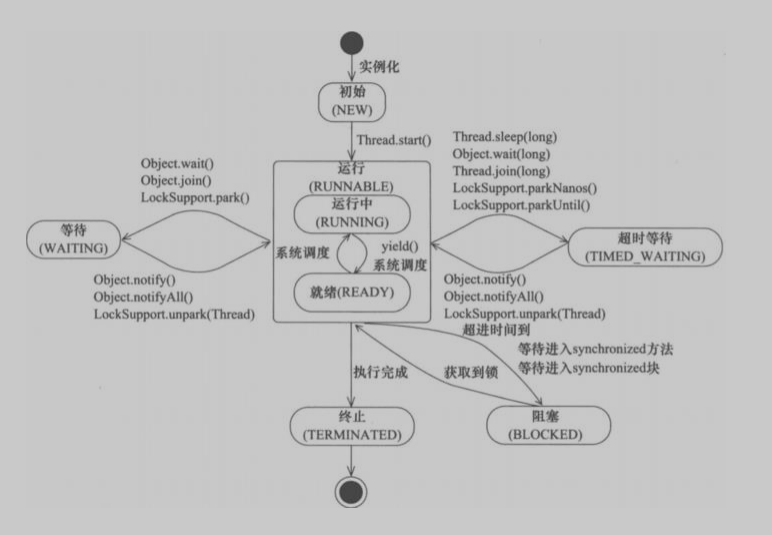 实例化
初始
(NEW)
Thread.start()
Object.wait()
Object.join()
LockSupport.park()
Thread.sleep(long)
Object.wait(long)
Thread.join(long)
LockSupport.parkNanos()
LockSupport.parkUntil()
运行
(RUNNABLE)
运行中
(RUNNING)
等待
(WAITING)
系统调度
yield()
系统调度
超时等待
(TIMED_WAITING)
就绪(READY)
Object.notify()
Object.notifyAll()
LockSupport.unpark(Thread)
Object.notify()
Object.notifyAll()
LockSupport.unpark(Thread)
超进时间到
等待进入synchronized方法
等待进入synchronized块
执行完成
获取到锁
终止
(TERMINATED)
阻塞
(BLOCKED)